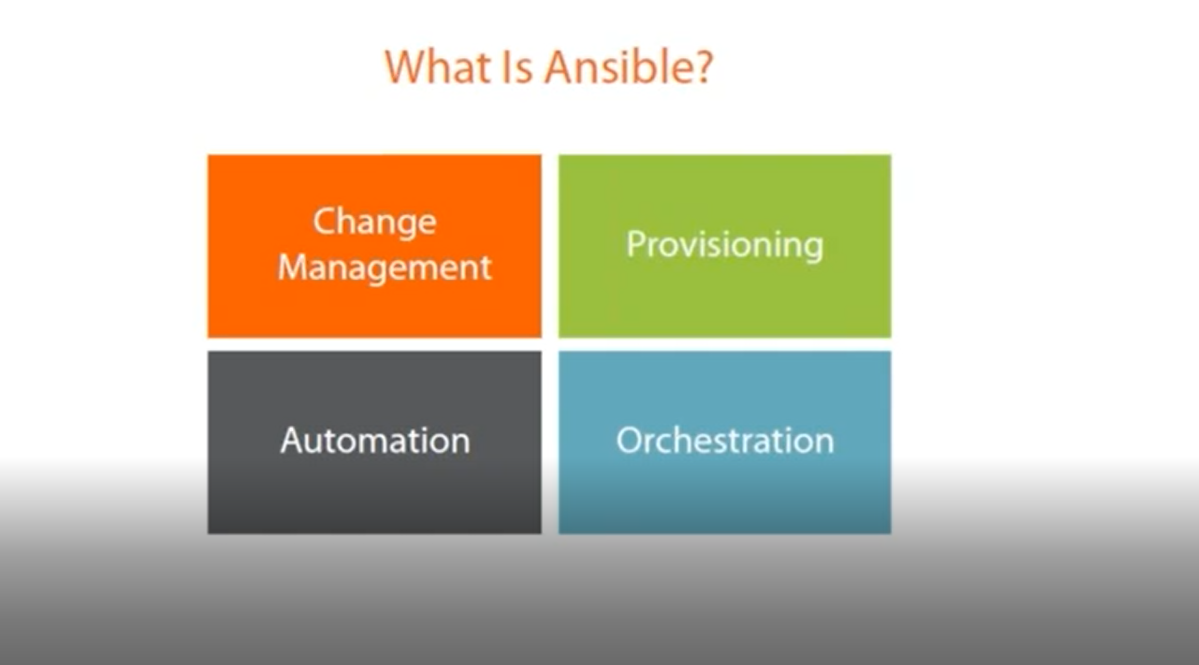 What Is Ansible?
Change
Management
Provisioning
Automation
Orchestration